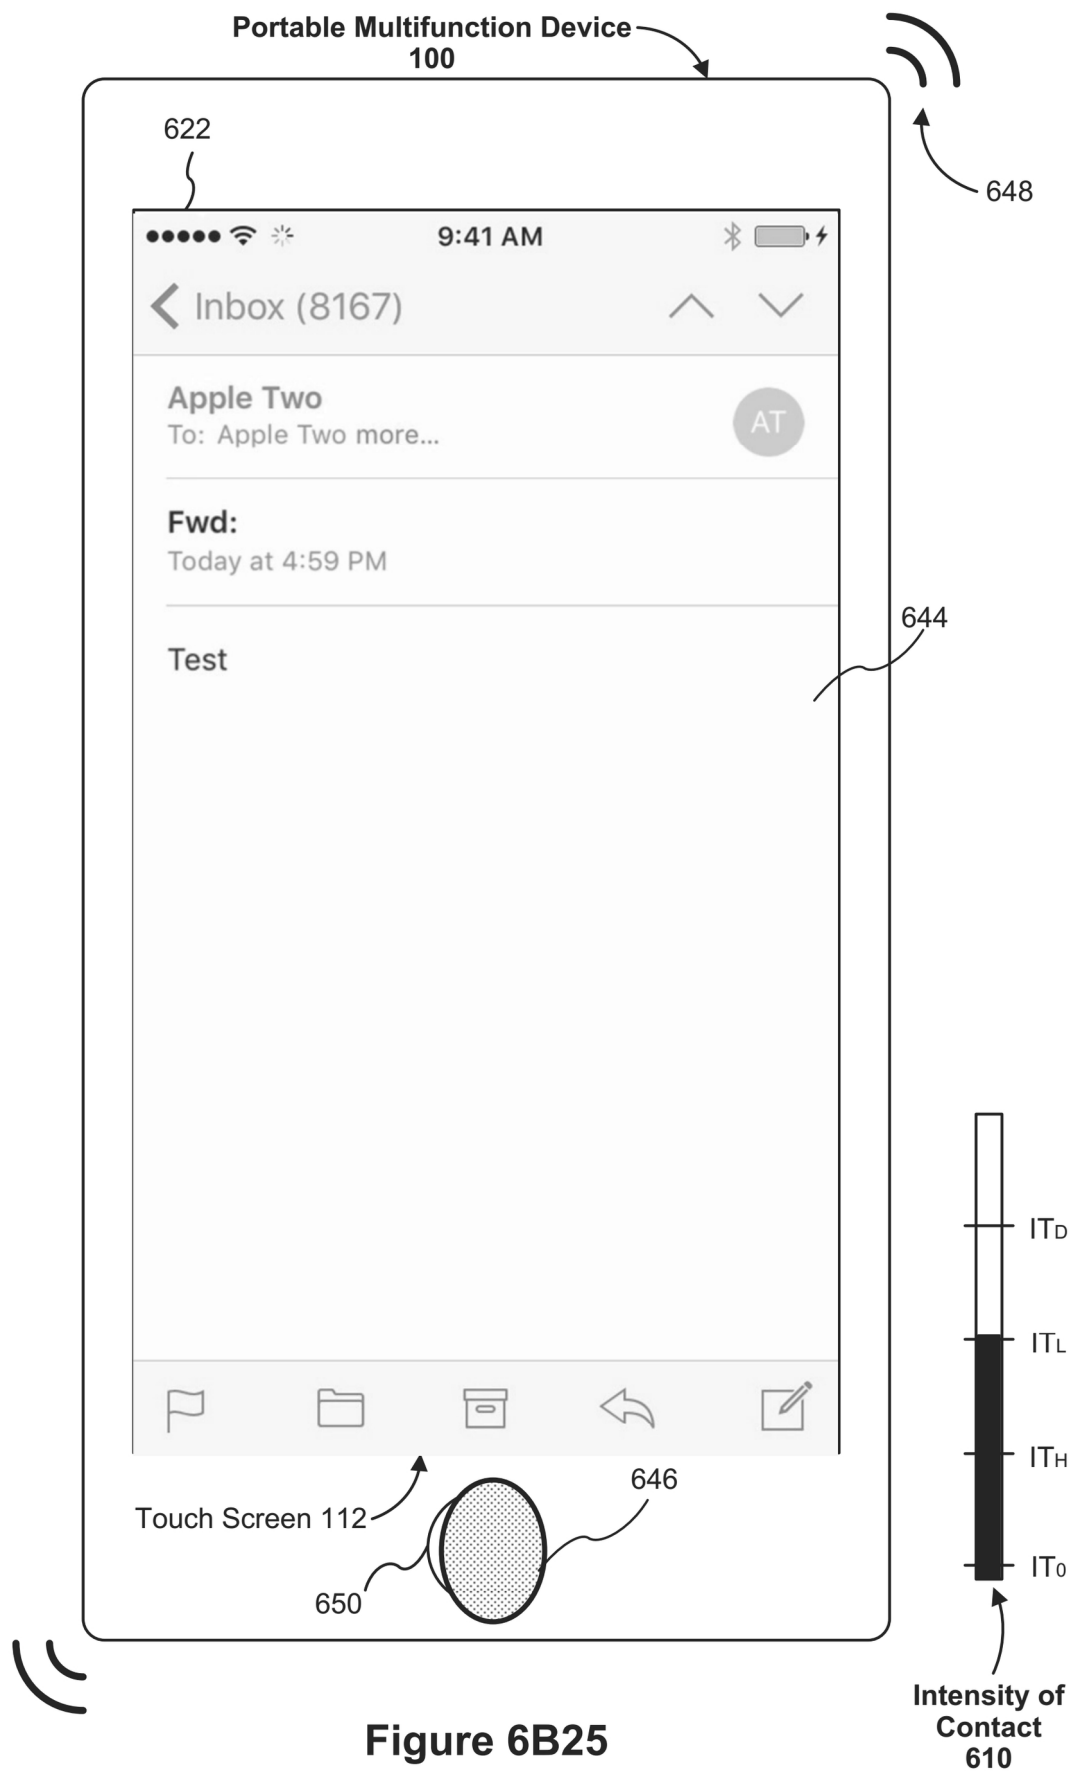 Portable Multifunction Device
100
622
648
9:41 AM
Inbox (8167)
Apple Two
To: Apple Two more...
AT
Fwd:
Today at 4:59 PM
644
Test
ITD
ITL
ITH
IT0
646
Touch Screen 112
650
Intensity of
Contact
610
Figure 6B25